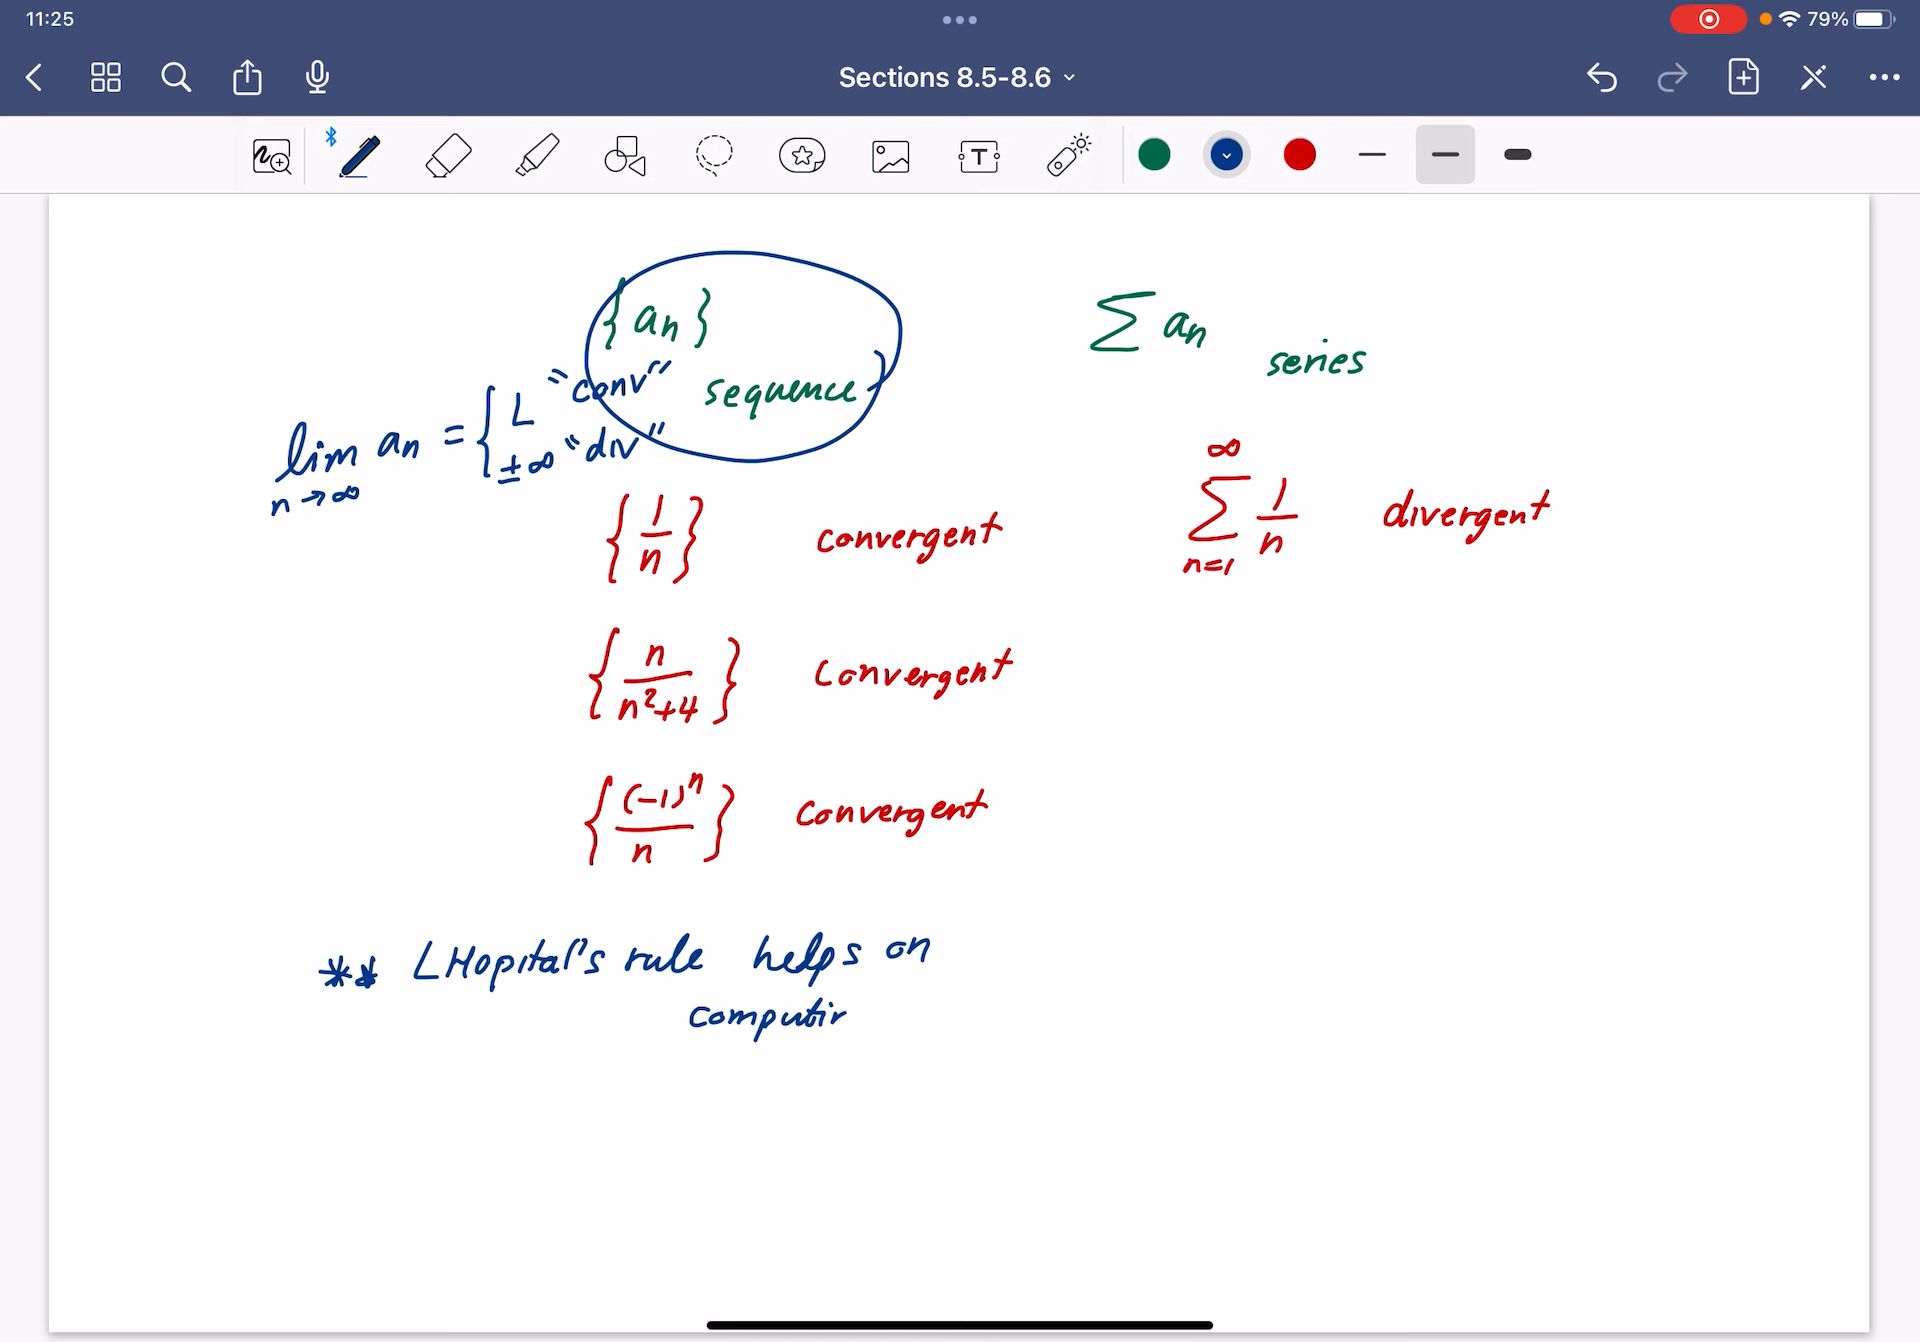 11:25
79%
Sections 8.5-8.6
T
{an}
sequence
∑ an
series
lim an = { L "conv"
n→∞ ±∞ "div"
{1/n} convergent
∞
∑ 1/n divergent
n=1
{n/(n²+4)} convergent
{(-1)ⁿ/n} convergent
** LHopital's rule helps on
computin